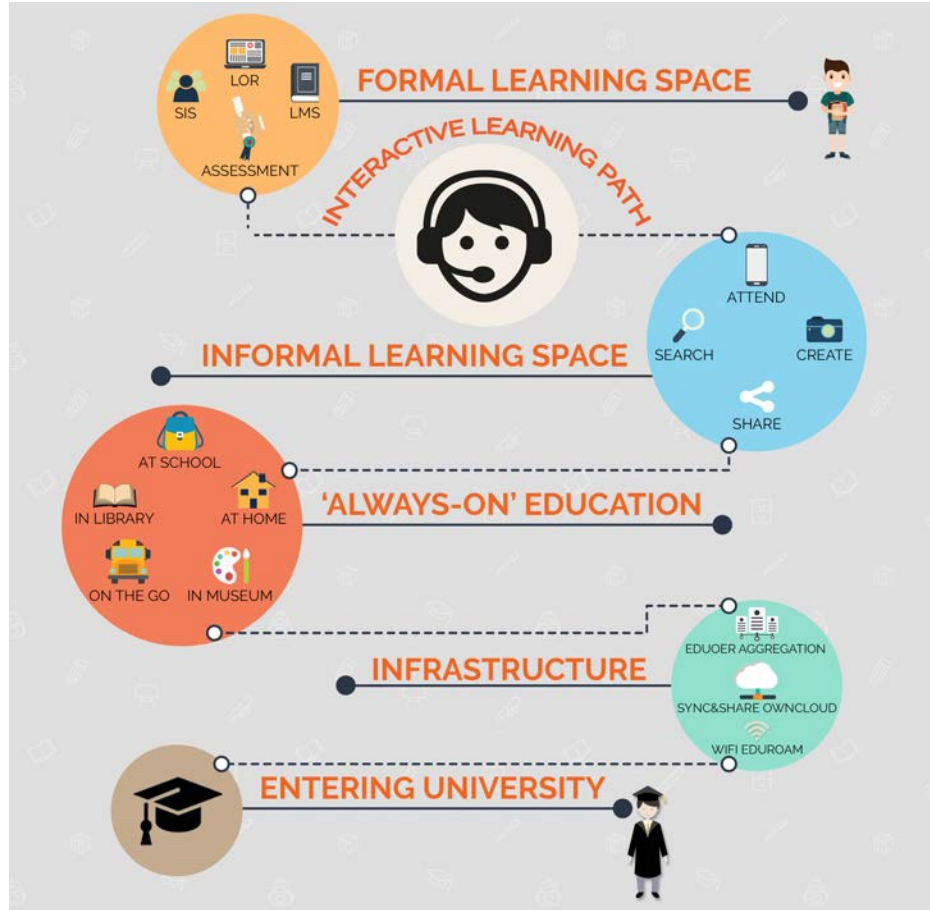 FORMAL LEARNING SPACE
LOR
SIS
LMS
ASSESSMENT
INTERACTIVE LEARNING PATH
ATTEND
SEARCH
CREATE
SHARE
INFORMAL LEARNING SPACE
AT SCHOOL
IN LIBRARY
AT HOME
ON THE GO
IN MUSEUM
'ALWAYS-ON' EDUCATION
EDUOER AGGREGATION
SYNC&SHARE OWNCLOUD
WIFI EDUROAM
INFRASTRUCTURE
ENTERING UNIVERSITY